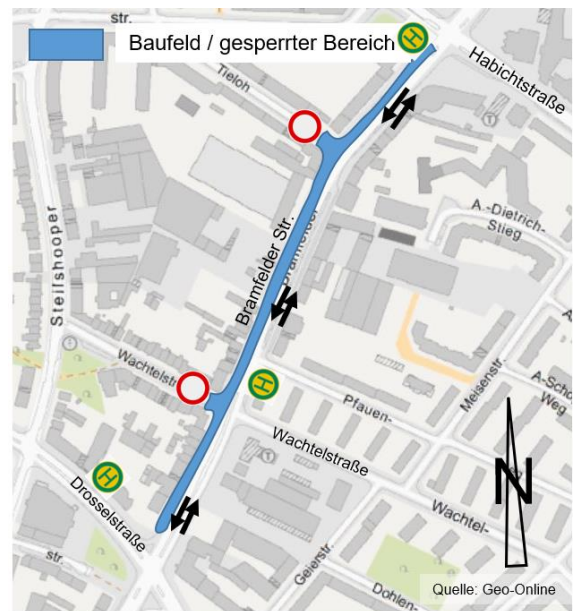 str.
Baufeld / gesperrter Bereich
H
Habichtstraße
Tieloh
A.-Dietrich-
Stieg
Bramfelder Str.
Steilshooper
Wachtelstr.
H
Pfauen-
Meisenstr.
A-Scho
Weg
Wachtelstraße
H
Drosselstraße
N
Wachtel-
str.
Geierstr.
Dohlen-
Quelle: Geo-Online